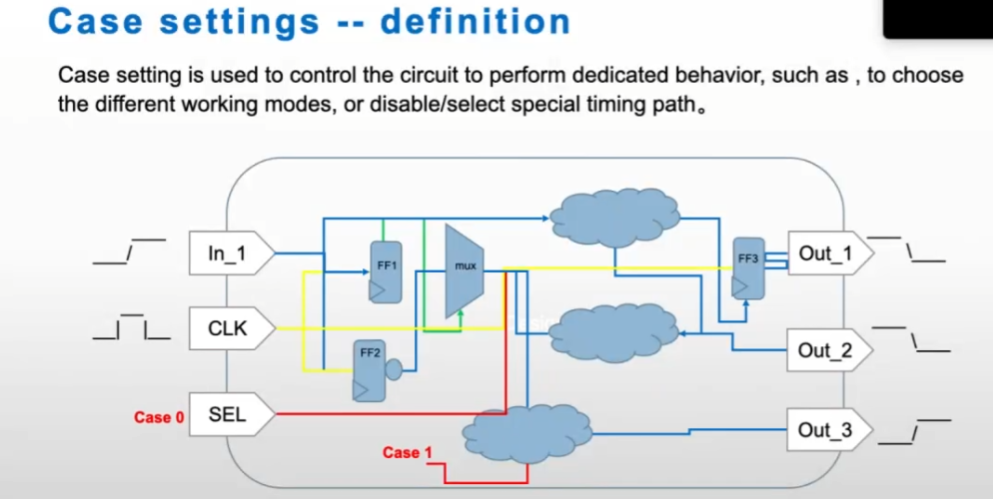 Case settings -- definition
Case setting is used to control the circuit to perform dedicated behavior, such as , to choose
the different working modes, or disable/select special timing path。
In_1
FF1
mux
FF3
Out_1
CLK
FF2
Out_2
Case 0
SEL
Out_3
Case 1